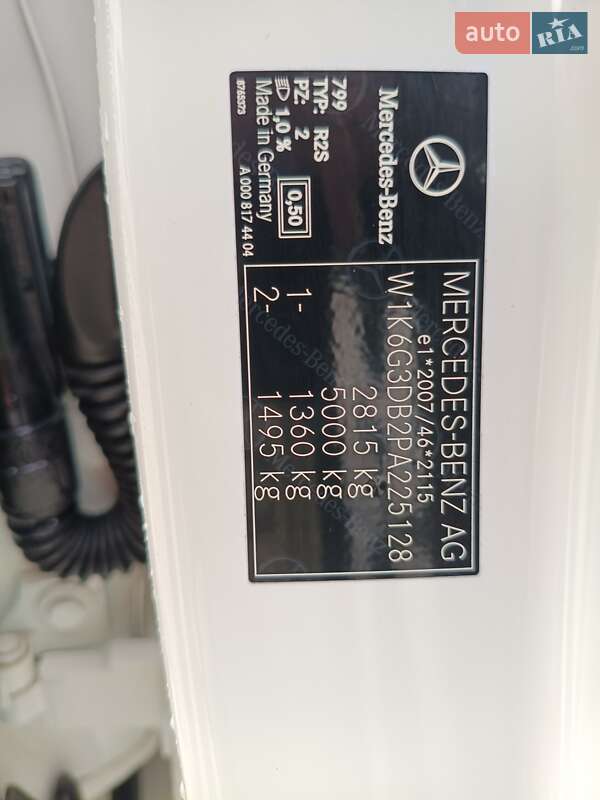 auto RIA
.com
Mercedes-Benz
799
TYP: R2S
PZ: 2
1,0 %
0,50
Made in Germany
8765373
A 000 817 44 04
MERCEDES-BENZ AG
e1*2007/46*2115
W1K6G3DB2PA225128
2815 kg
5000 kg
1- 1360 kg
2- 1495 kg